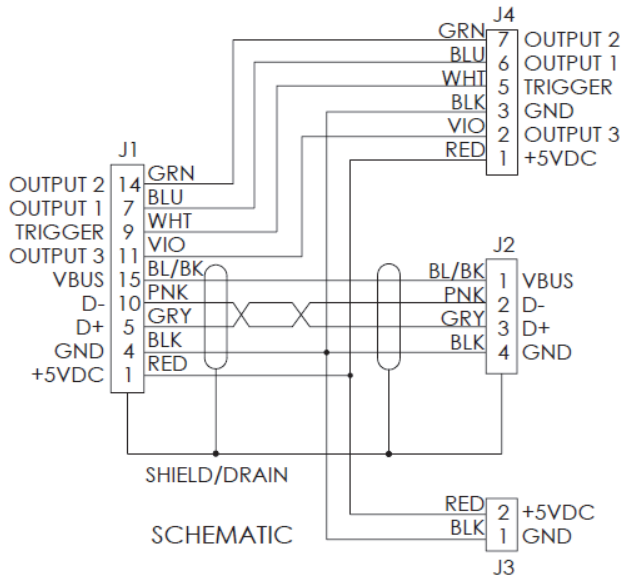 J4
GRN 7 OUTPUT 2
BLU 6 OUTPUT 1
WHT 5 TRIGGER
BLK 3 GND
VIO 2 OUTPUT 3
RED 1 +5VDC
J1
OUTPUT 2 14 GRN
OUTPUT 1 7 BLU
TRIGGER 9 WHT
OUTPUT 3 11 VIO
VBUS 15 BL/BK
D- 10 PNK
D+ 5 GRY
GND 4 BLK
+5VDC 1 RED
J2
BL/BK 1 VBUS
PNK 2 D-
GRY 3 D+
BLK 4 GND
SHIELD/DRAIN
SCHEMATIC
RED 2 +5VDC
BLK 1 GND
J3